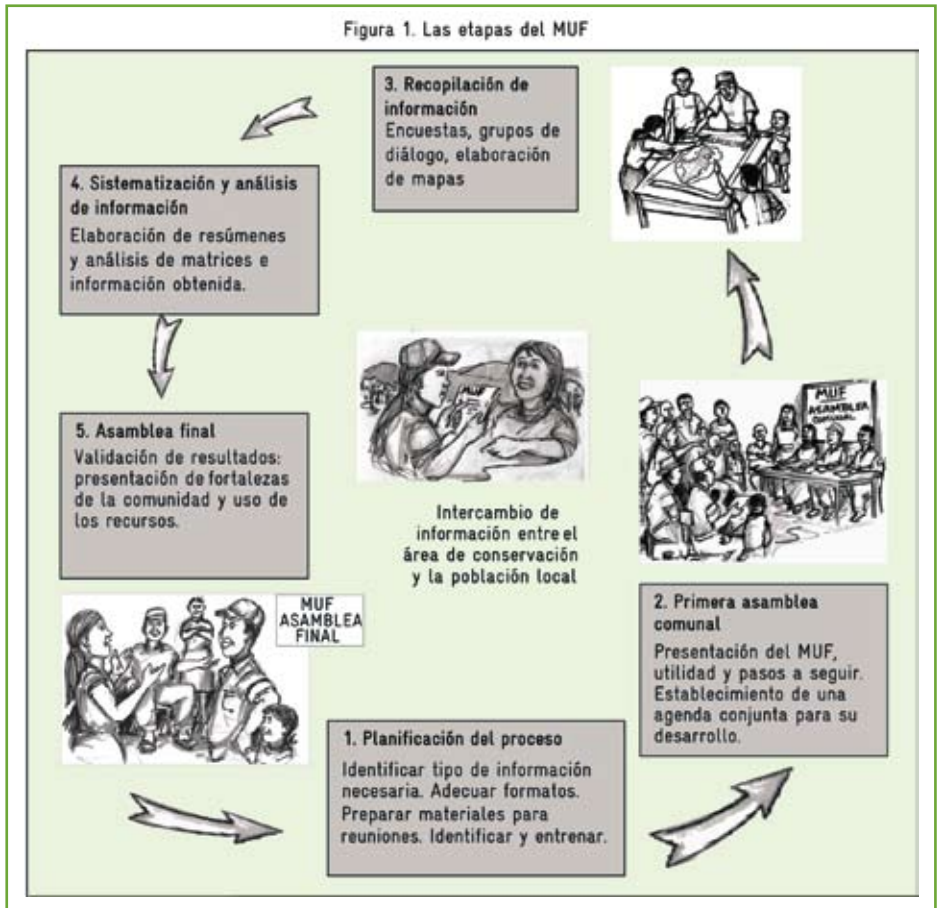 Figura 1. Las etapas del MUF
1. Planificación del proceso
Identificar tipo de información
necesaria. Adecuar formatos.
Preparar materiales para
reuniones. Identificar y entrenar.
2. Primera asamblea
comunal
Presentación del MUF,
utilidad y pasos a seguir.
Establecimiento de una
agenda conjunta para su
desarrollo.
MUF
ASAMBLEA
COMUNAL
3. Recopilación de
información
Encuestas, grupos de
diálogo, elaboración
de mapas
4. Sistematización y análisis
de información
Elaboración de resúmenes
y análisis de matrices e
información obtenida.
5. Asamblea final
Validación de resultados:
presentación de fortalezas
de la comunidad y uso de
los recursos.
MUF
ASAMBLEA
FINAL
MUF
Intercambio de
información entre el
área de conservación
y la población local